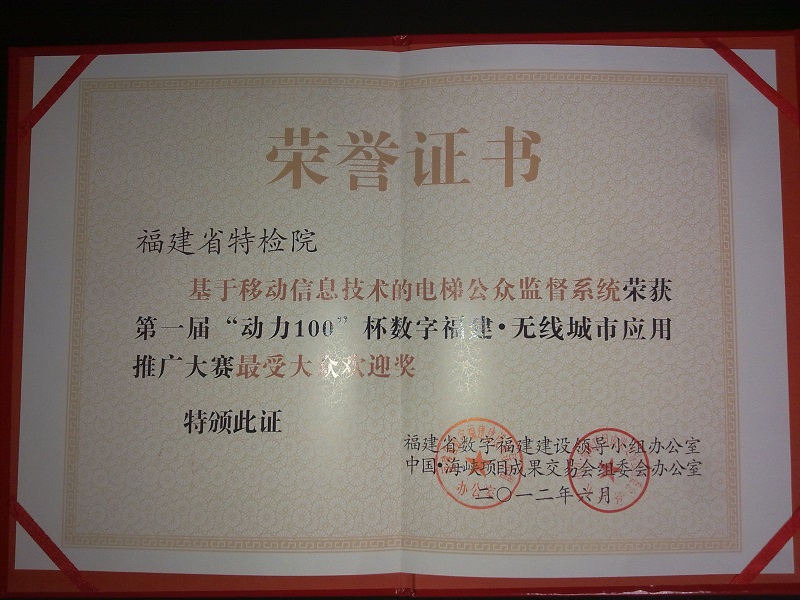 荣誉证书
福建省特检院
基于移动信息技术的电梯公众监督系统荣获
第一届“动力100”杯数字福建·无线城市应用
推广大赛最受大众欢迎奖
特颁此证
福建省数字福建建设领导小组办公室
中国·海峡项目成果交易会组委会办公室
二〇一二年六月
办公室